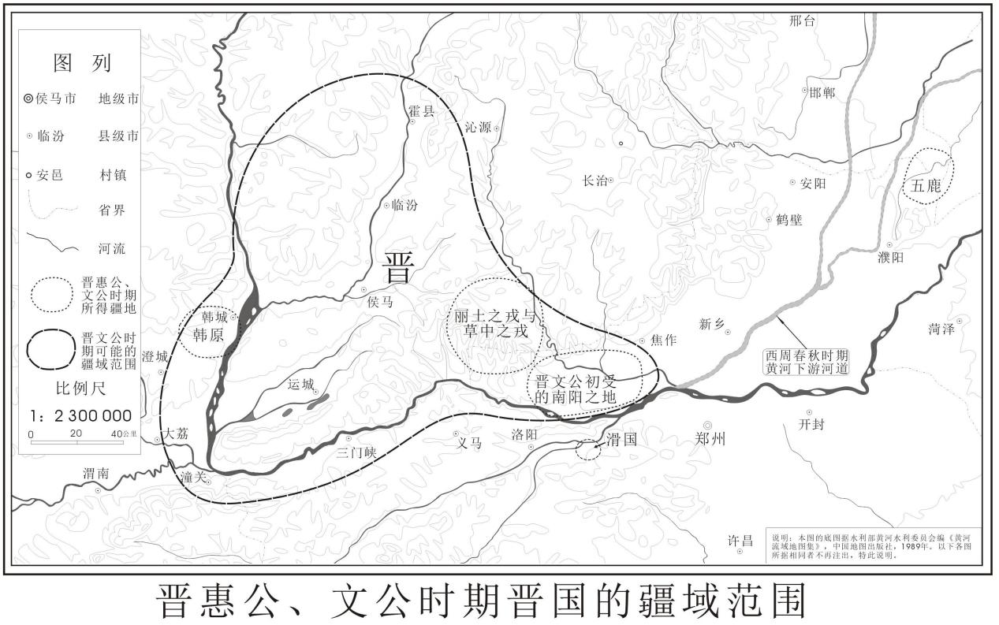 图 列
侯马市 地级市
临汾 县级市
安邑 村镇
省界
河流
晋惠公、
文公时期
所得疆地
晋文公时
期可能的
疆域范围
比例尺
1：2 300 000
0 20 40公里
邢台
邯郸
霍县
沁源
长治
安阳
五鹿
临汾
鹤壁
濮阳
晋
侯马
韩城
韩原
丽土之戎与
草中之戎
新乡
焦作
菏泽
澄城
西周春秋时期
黄河下游河道
运城
晋文公初受
的南阳之地
大荔
三门峡
义马
洛阳
滑国
郑州
开封
渭南
潼关
许昌
说明：本图的底图据水利部黄河水利委员会编《黄河
流域地图集》，中国地图出版社，1989年。以下各图
所据相同者不再注出，特此说明。
晋惠公、文公时期晋国的疆域范围